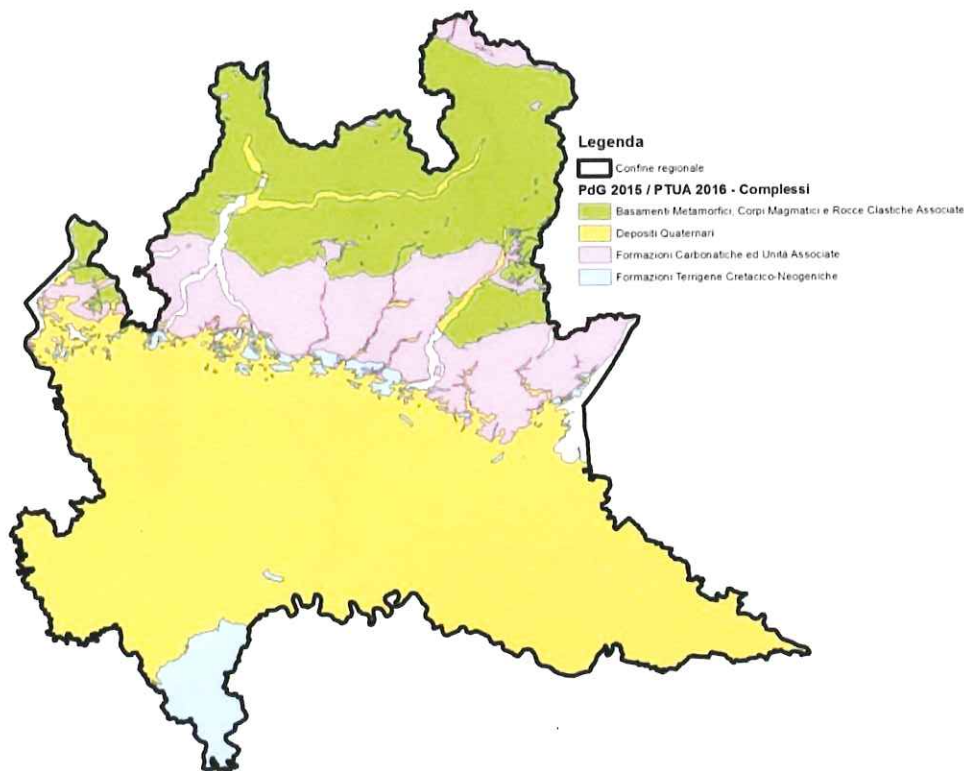 Legenda
Confine regionale
PdG 2015 / PTUA 2016 - Complessi
Basamenti Metamorfici, Corpi Magmatici e Rocce Clastiche Associate
Depositi Quaternari
Formazioni Carbonatiche ed Unità Associate
Formazioni Terrigene Cretacico-Neogeniche